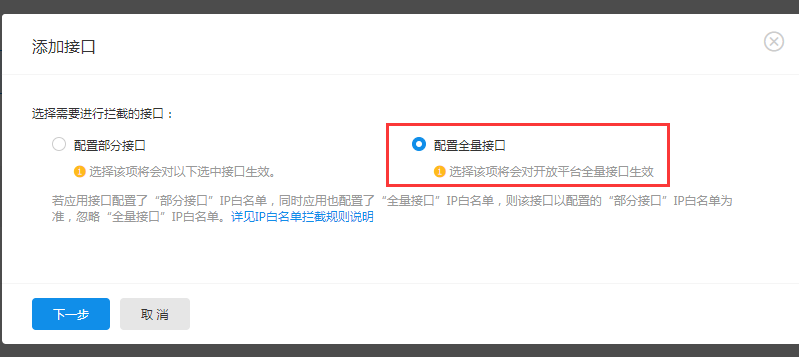 添加接口
选择需要进行拦截的接口：
配置部分接口
配置全量接口
选择该项将会对以下选中接口生效。
选择该项将会对开放平台全量接口生效
若应用接口配置了“部分接口”IP白名单，同时应用也配置了“全量接口”IP白名单，则该接口以配置的“部分接口”IP白名单为
准，忽略“全量接口”IP白名单。详见IP白名单拦截规则说明
下一步
取 消